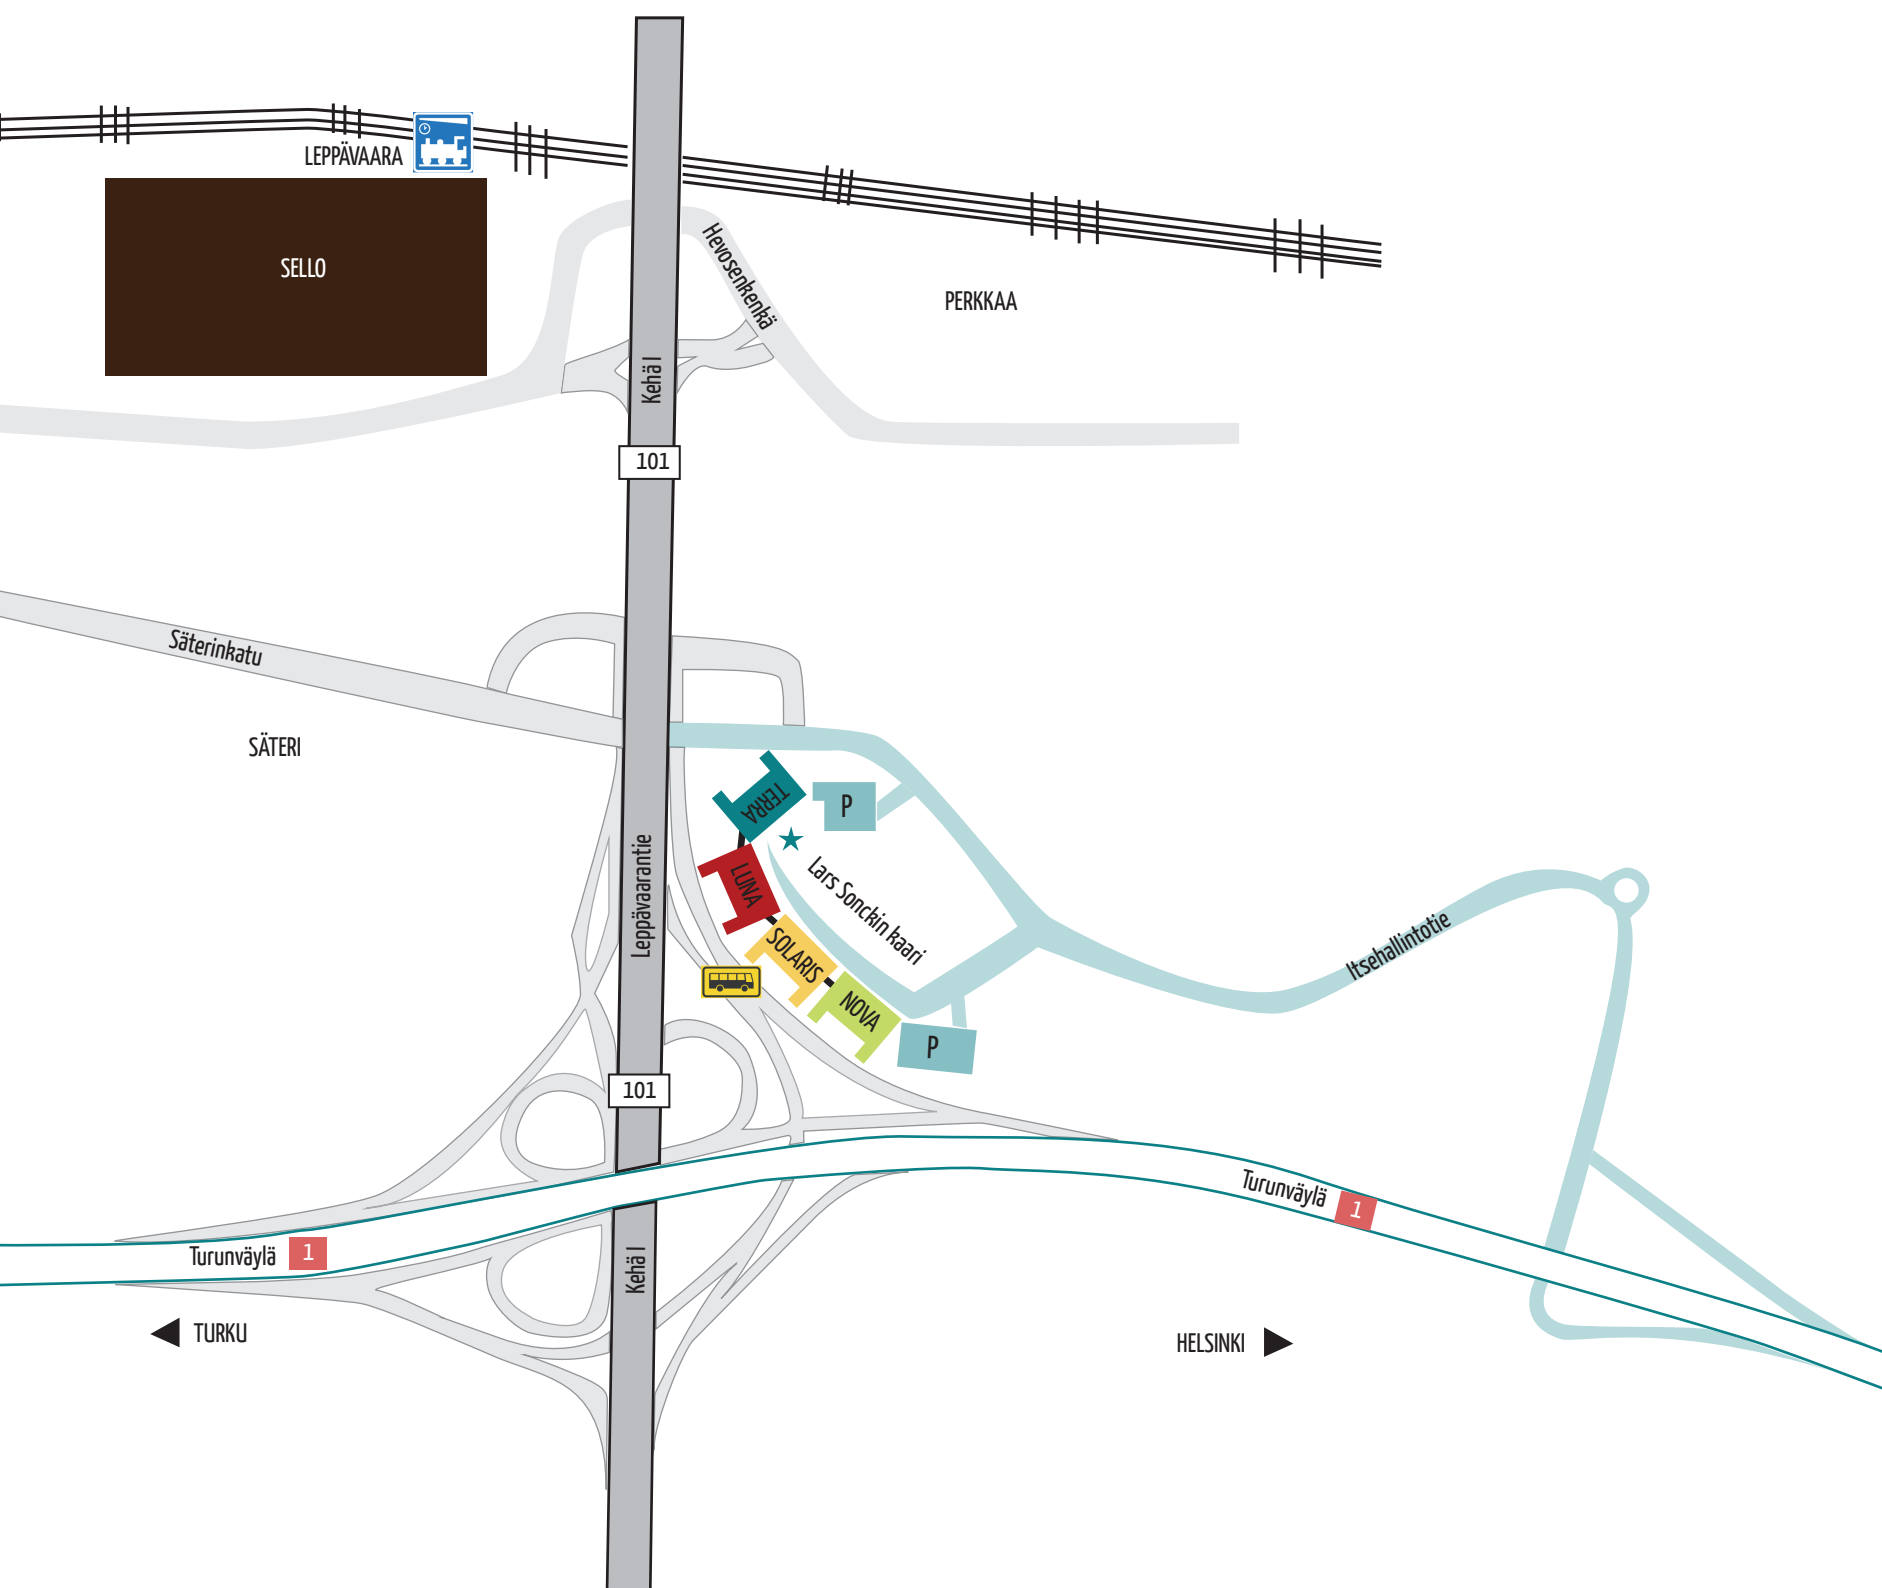 LEPPÄVAARA
SELLO
Hevosenkenkä
PERKKAA
Kehä I
101
Säterinkatu
SÄTERI
TERRA
P
Leppävaarantie
LUNA
Lars Sonckin kaari
SOLARIS
Itsehallintotie
NOVA
P
101
Turunväylä 1
Turunväylä 1
Kehä I
TURKU
HELSINKI